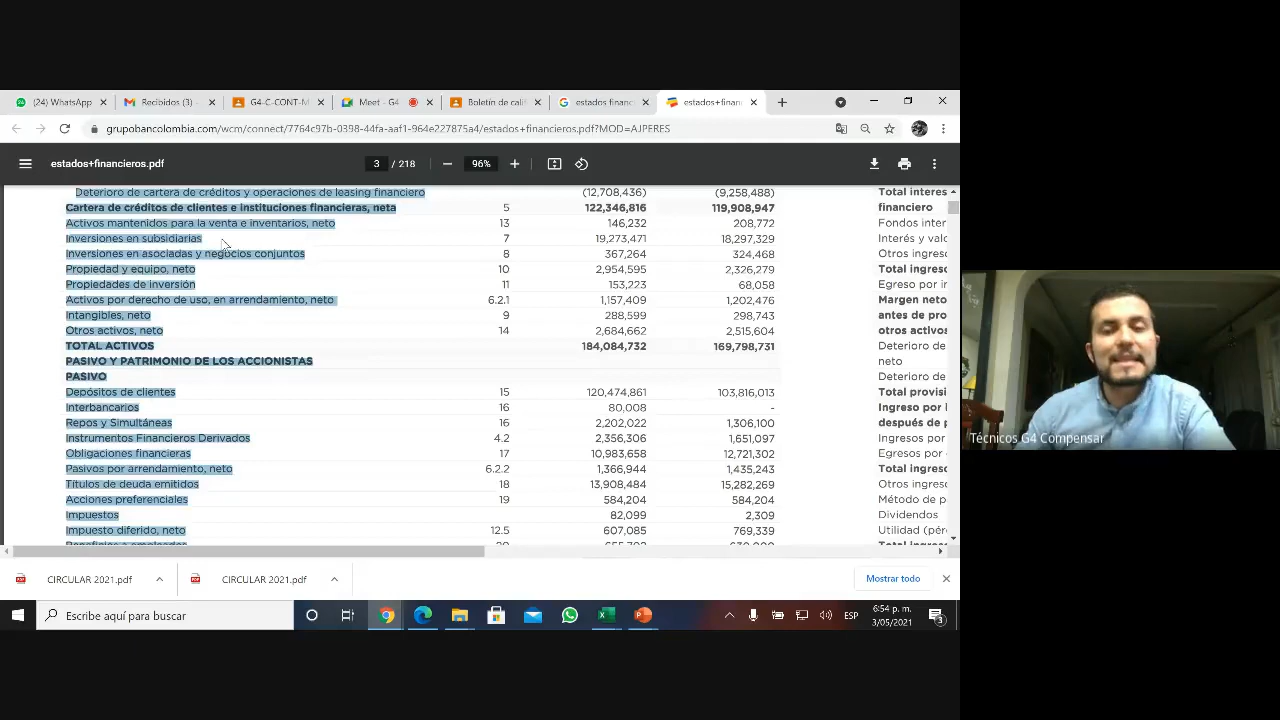 (24) WhatsApp
Recibidos (3) -
G4-C-CONT-M
Meet - G4
Boletín de calif
estados financ
estados+finan
grupobancolombia.com/wcm/connect/7764c97b-0398-44fa-aaf1-964e227875a4/estados+financieros.pdf?MOD=AJPERES
estados+financieros.pdf
3 / 218
96%
Deterioro de cartera de créditos y operaciones de leasing financiero (12,708,436) (9,258,488)
Cartera de créditos de clientes e instituciones financieras, neta 5 122,346,816 119,908,947
Activos mantenidos para la venta e inventarios, neto 13 146,232 208,772
Inversiones en subsidiarias 7 19,273,471 18,297,329
Inversiones en asociadas y negocios conjuntos 8 367,264 324,468
Propiedad y equipo, neto 10 2,954,595 2,326,279
Propiedades de inversión 11 153,223 68,058
Activos por derecho de uso, en arrendamiento, neto 6.2.1 1,157,409 1,202,476
Intangibles, neto 9 288,599 298,743
Otros activos, neto 14 2,684,662 2,515,604
TOTAL ACTIVOS 184,084,732 169,798,731
PASIVO Y PATRIMONIO DE LOS ACCIONISTAS
PASIVO
Depósitos de clientes 15 120,474,861 103,816,013
Interbancarios 16 80,008 -
Repos y Simultáneas 16 2,202,022 1,306,100
Instrumentos Financieros Derivados 4.2 2,356,306 1,651,097
Obligaciones financieras 17 10,983,658 12,721,302
Pasivos por arrendamiento, neto 6.2.2 1,366,944 1,435,243
Títulos de deuda emitidos 18 13,908,484 15,282,269
Acciones preferenciales 19 584,204 584,204
Impuestos 82,099 2,309
Impuesto diferido, neto 12.5 607,085 769,339
Total interes
financiero
Fondos inter
Interés y valo
Otros ingres
Total ingres
Egreso por i
Margen neto
antes de pro
otros activos
Deterioro de
neto
Deterioro de
Total provisi
Ingreso por I
después de p
Ingresos por
Egresos por
Total ingres
Otros ingres
Método de p
Dividendos
Utilidad (pér
Técnicos G4 Compensar
CIRCULAR 2021.pdf
CIRCULAR 2021.pdf
Mostrar todo
Escribe aquí para buscar
ESP
6:54 p. m.
3/05/2021
3